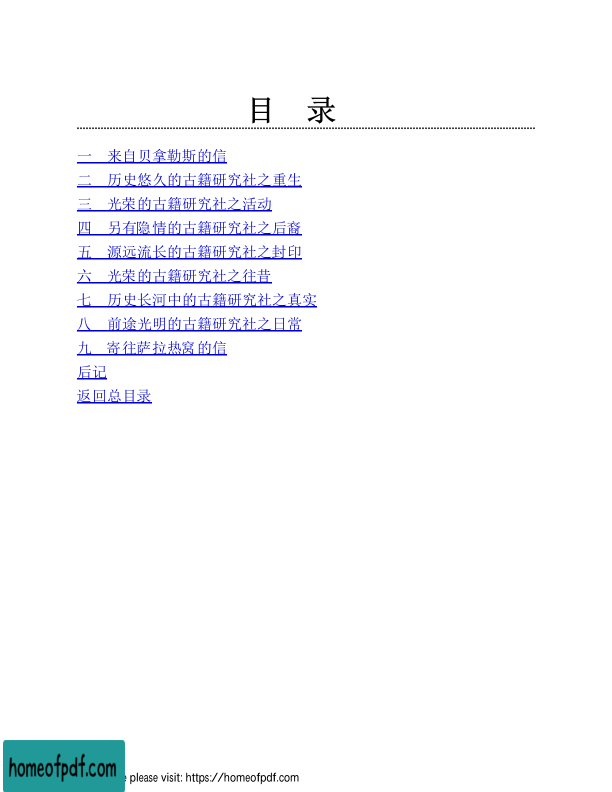 目 录
一 来自贝拿勒斯的信
二 历史悠久的古籍研究社之重生
三 光荣的古籍研究社之活动
四 另有隐情的古籍研究社之后裔
五 源远流长的古籍研究社之封印
六 光荣的古籍研究社之往昔
七 历史长河中的古籍研究社之真实
八 前途光明的古籍研究社之日常
九 寄往萨拉热窝的信
后记
返回总目录
homeofpdf.com
please visit: https://homeofpdf.com